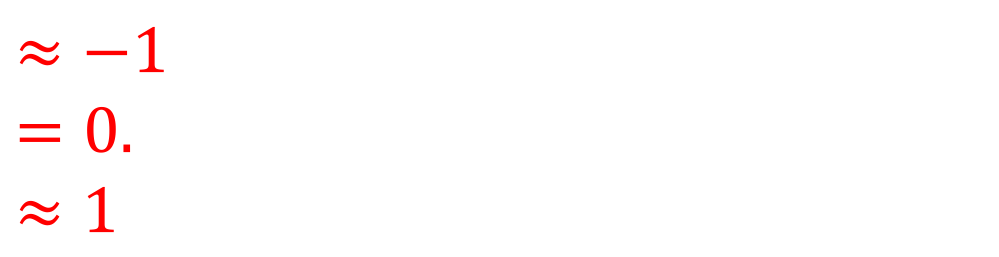 ≈ −1
= 0.
≈ 1